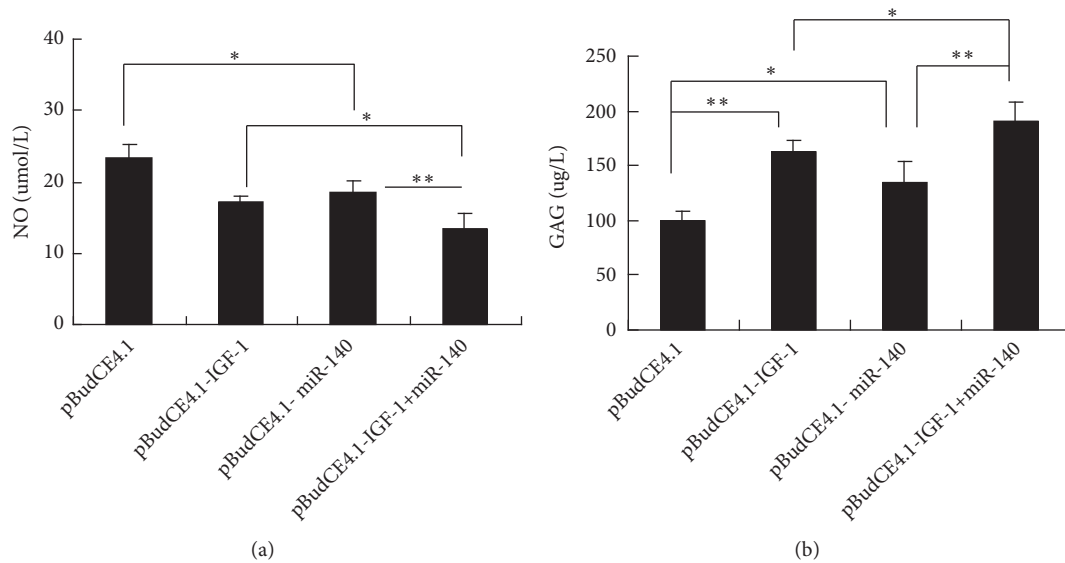 40
30
20
10
0
NO (umol/L)
*
*
**
pBudCE4.1
pBudCE4.1-IGF-1
pBudCE4.1- miR-140
pBudCE4.1-IGF-1+miR-140
(a)
250
200
150
100
50
0
GAG (ug/L)
*
**
*
**
pBudCE4.1
pBudCE4.1-IGF-1
pBudCE4.1- miR-140
pBudCE4.1-IGF-1+miR-140
(b)